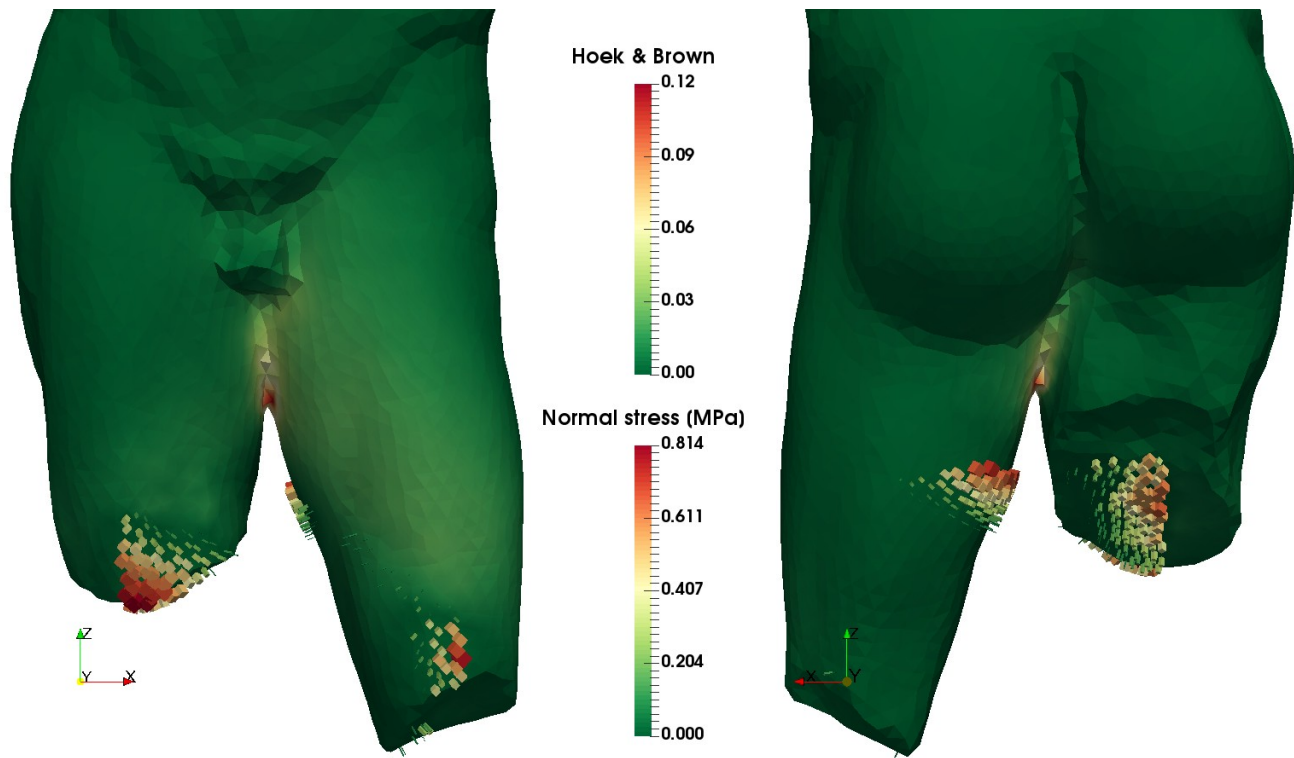 Hoek & Brown
0.12
0.09
0.06
0.03
0.00
Normal stress (MPa)
0.814
0.611
0.407
0.204
0.000
Z
Y
X
Z
X
Y